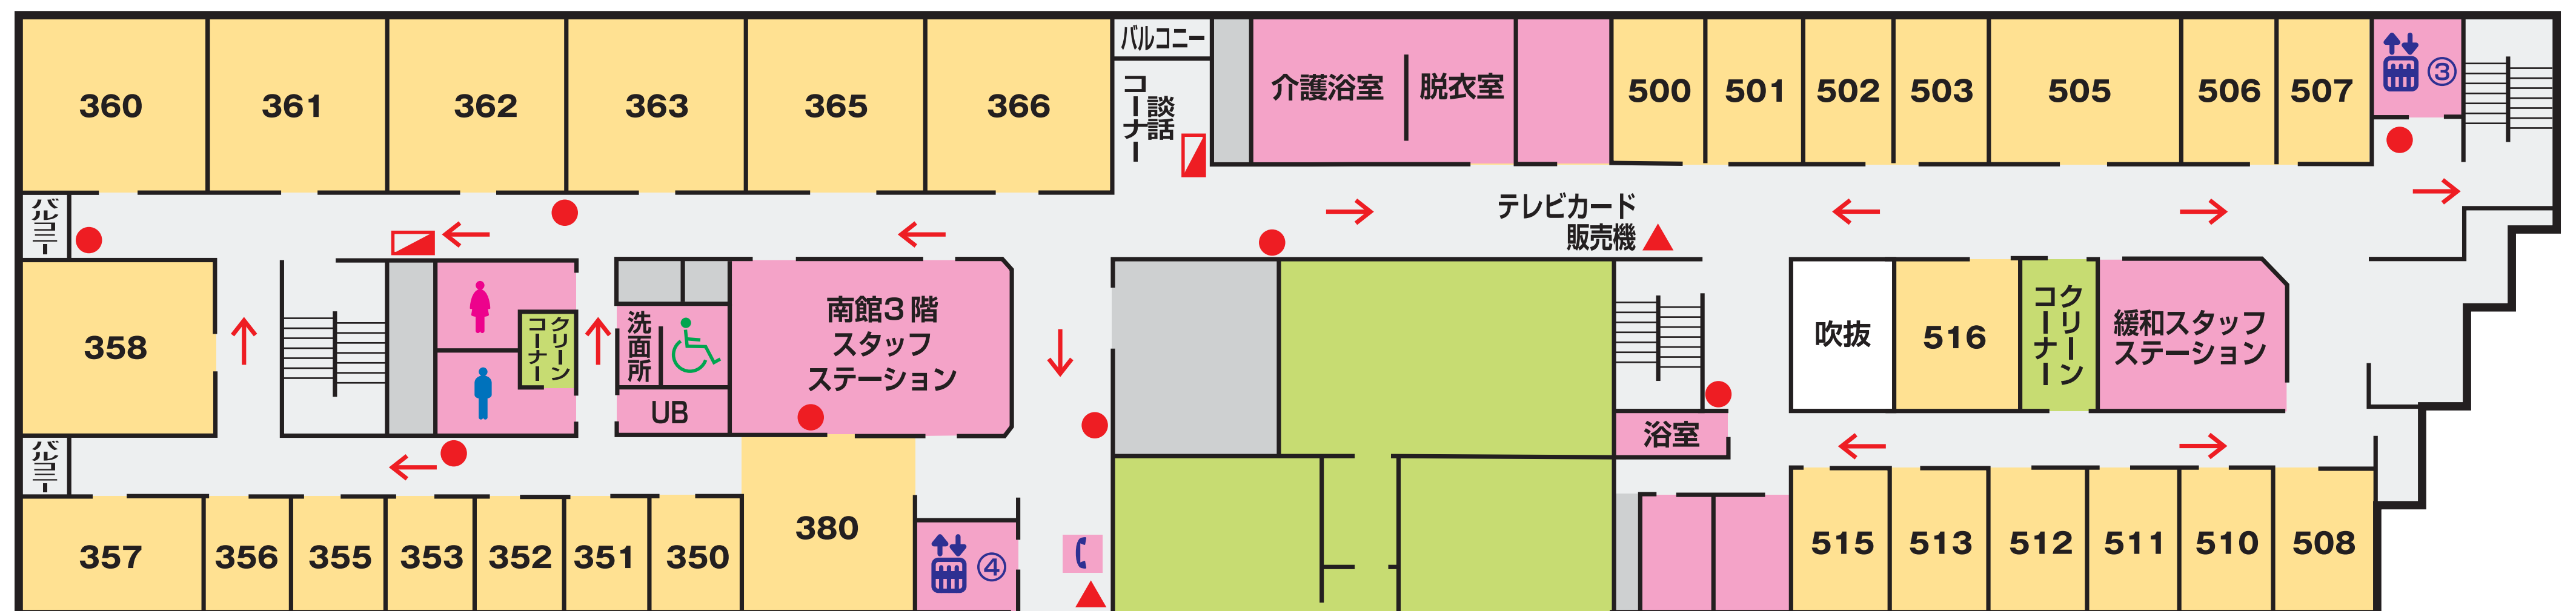 360
361
362
363
365
366
バルコニー
談話
コーナー
介護浴室
脱衣室
500
501
502
503
505
506
507
③
バルコニー
テレビカード
販売機
358
クリーン
コーナー
洗面所
UB
南館3階
スタッフ
ステーション
浴室
吹抜
516
クリーン
コーナー
緩和スタッフ
ステーション
バルコニー
357
356
355
353
352
351
350
380
④
515
513
512
511
510
508